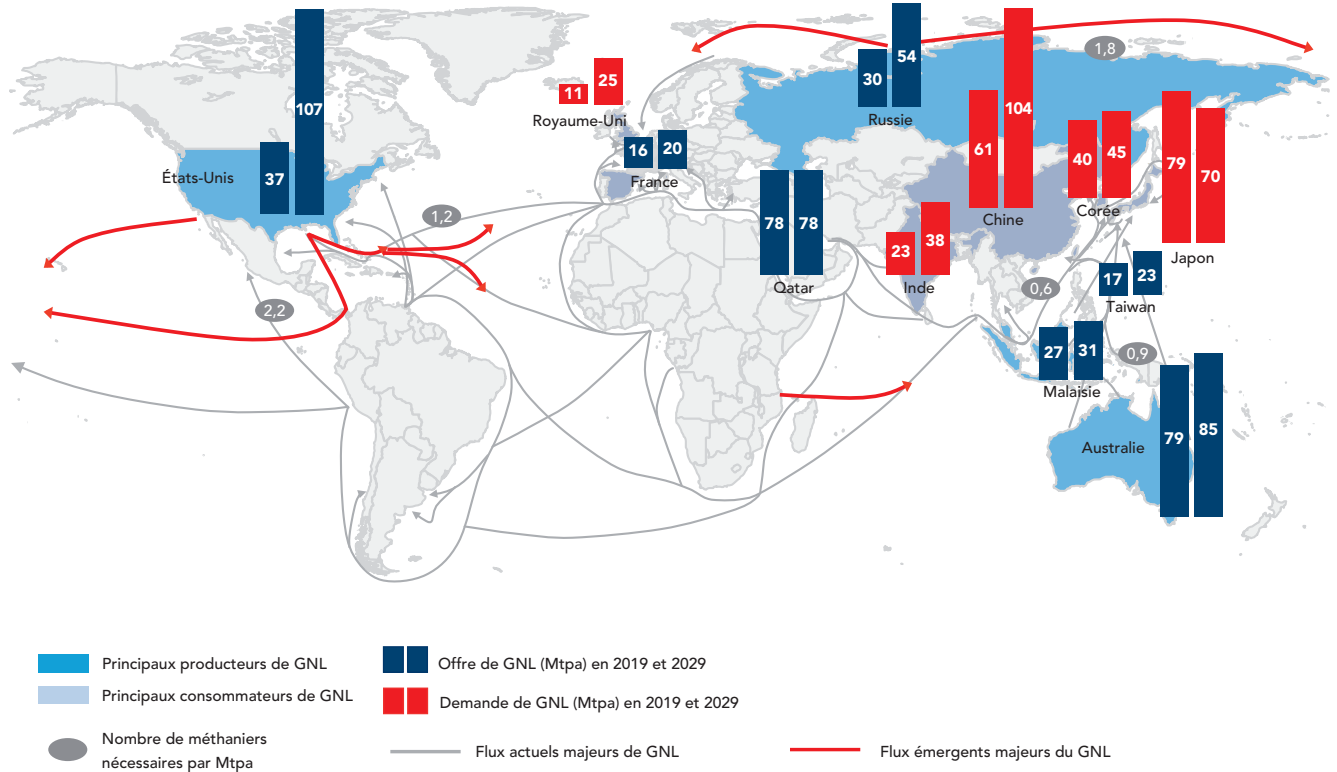 107
37
États-Unis
11
25
Royaume-Uni
16
20
France
30
54
Russie
1,8
61
104
Chine
40
45
Corée
79
70
Japon
78
78
Qatar
23
38
Inde
1,2
2,2
0,6
17
23
Taiwan
27
31
Malaisie
0,9
79
85
Australie
Principaux producteurs de GNL
Principaux consommateurs de GNL
Nombre de méthaniers
nécessaires par Mtpa
Offre de GNL (Mtpa) en 2019 et 2029
Demande de GNL (Mtpa) en 2019 et 2029
Flux actuels majeurs de GNL
Flux émergents majeurs du GNL